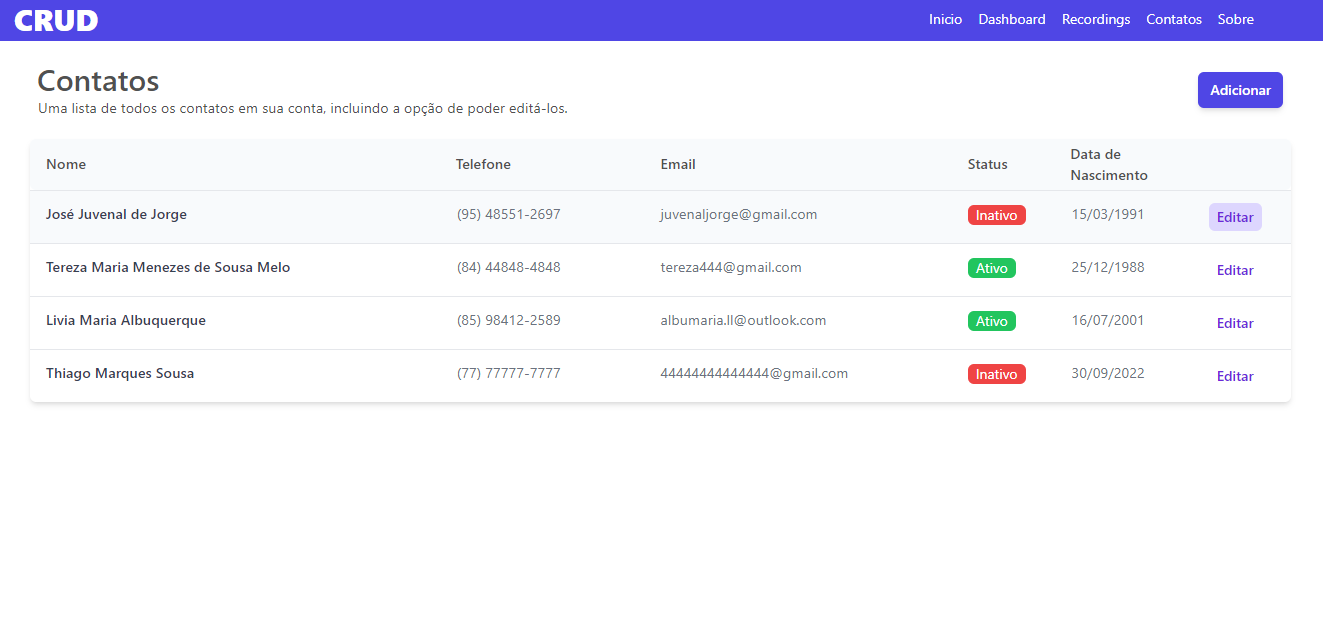 CRUD Inicio Dashboard Recordings Contatos Sobre
Contatos
Adicionar
Uma lista de todos os contatos em sua conta, incluindo a opção de poder editá-los.
Nome Telefone Email Status Data de Nascimento
José Juvenal de Jorge (95) 48551-2697 juvenaljorge@gmail.com Inativo 15/03/1991 Editar
Tereza Maria Menezes de Sousa Melo (84) 44848-4848 tereza444@gmail.com Ativo 25/12/1988 Editar
Livia Maria Albuquerque (85) 98412-2589 albumaria.ll@outlook.com Ativo 16/07/2001 Editar
Thiago Marques Sousa (77) 77777-7777 44444444444444@gmail.com Inativo 30/09/2022 Editar